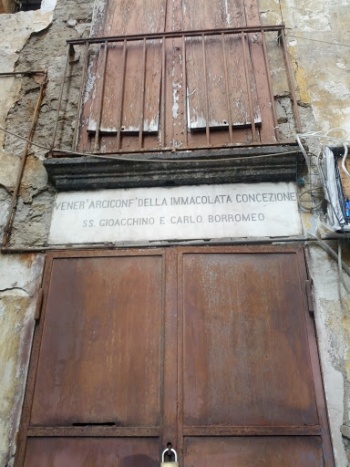 VENER' ARCICONF' DELLA IMMACOLATA CONCEZIONE
SS. GIOACCHINO E CARLO BORROMEO